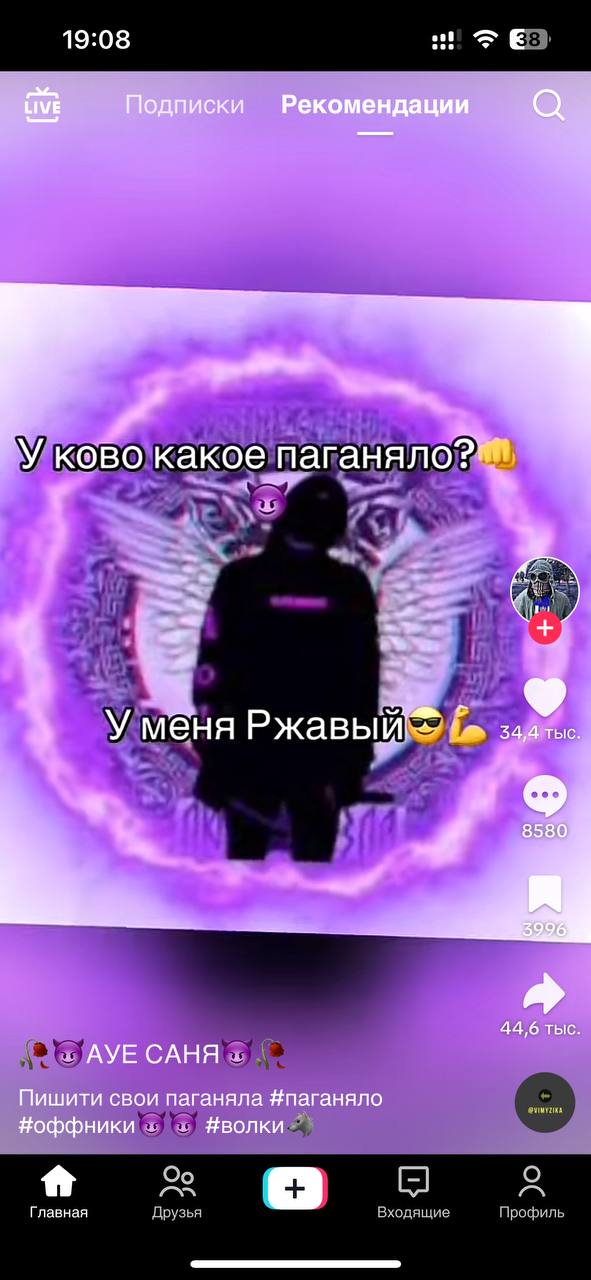 19:08
38
LIVE
Подписки
Рекомендации
У ково какое паганяло?👊
😈
У меня Ржавый😎💪
34,4 тыс.
8580
3996
44,6 тыс.
🥀😈АУЕ САНЯ😈🥀
Пишити свои паганяла #паганяло
#оффники😈😈 #волки🐺
@VIMYZIKA
Главная
Друзья
Входящие
Профиль